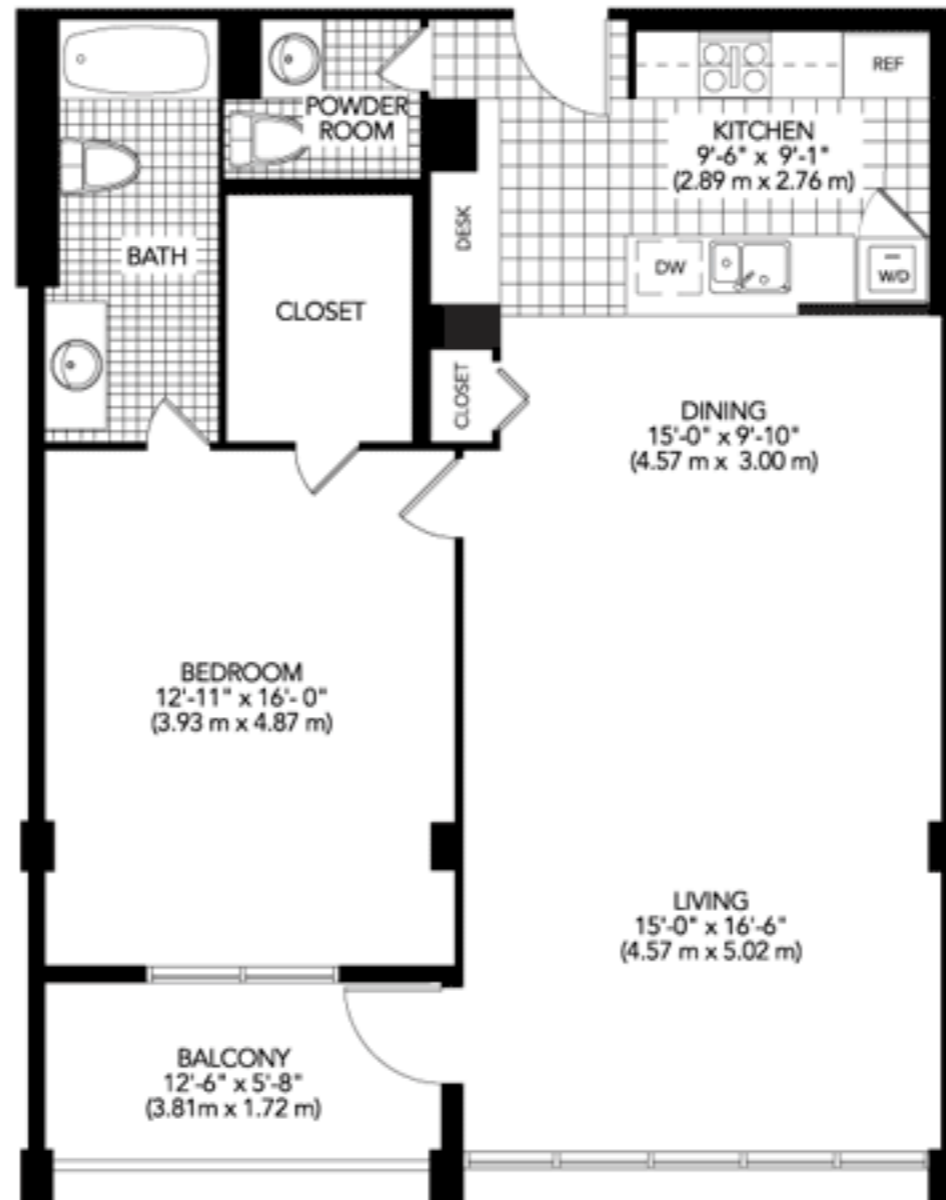 REF
POWDER
ROOM
KITCHEN
9'-6" x 9'-1"
(2.89 m x 2.76 m)
DESK
BATH
DW
W/D
CLOSET
CLOSET
DINING
15'-0" x 9'-10"
(4.57 m x 3.00 m)
BEDROOM
12'-11" x 16'- 0"
(3.93 m x 4.87 m)
LIVING
15'-0" x 16'-6"
(4.57 m x 5.02 m)
BALCONY
12'-6" x 5'-8"
(3.81m x 1.72 m)